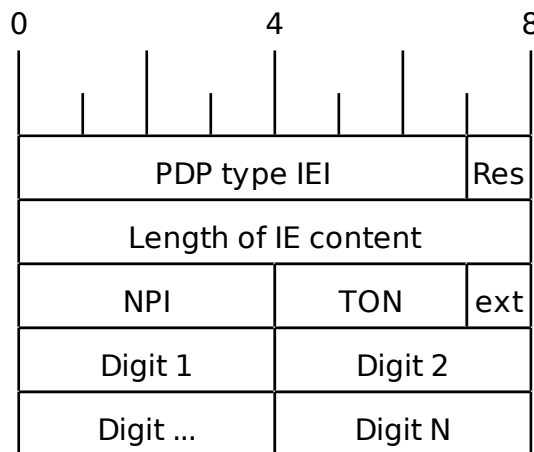 0 4 8
PDP type IEI Res
Length of IE content
NPI TON ext
Digit 1 Digit 2
Digit ... Digit N